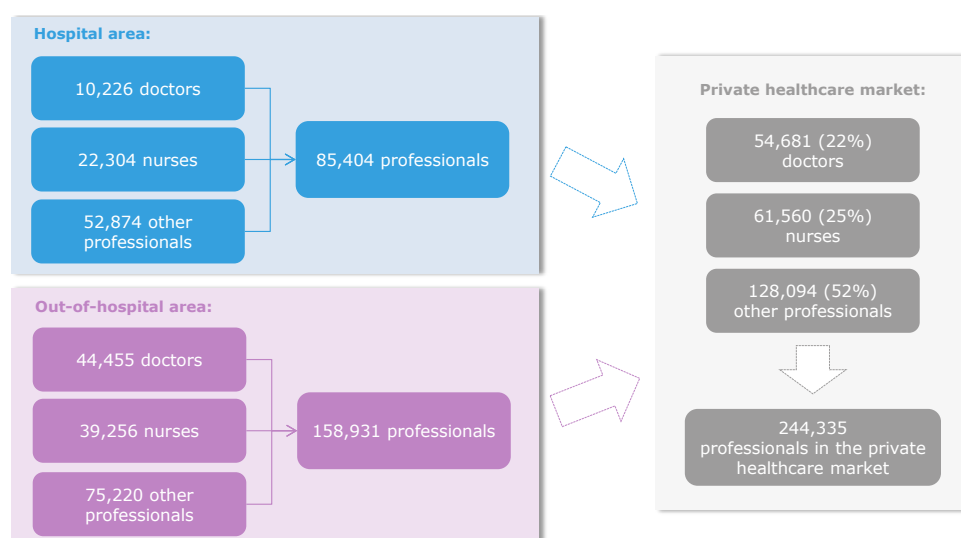 Hospital area:
10,226 doctors
22,304 nurses
52,874 other
professionals
85,404 professionals
Out-of-hospital area:
44,455 doctors
39,256 nurses
75,220 other
professionals
158,931 professionals
Private healthcare market:
54,681 (22%)
doctors
61,560 (25%)
nurses
128,094 (52%)
other professionals
244,335
professionals in the private
healthcare market